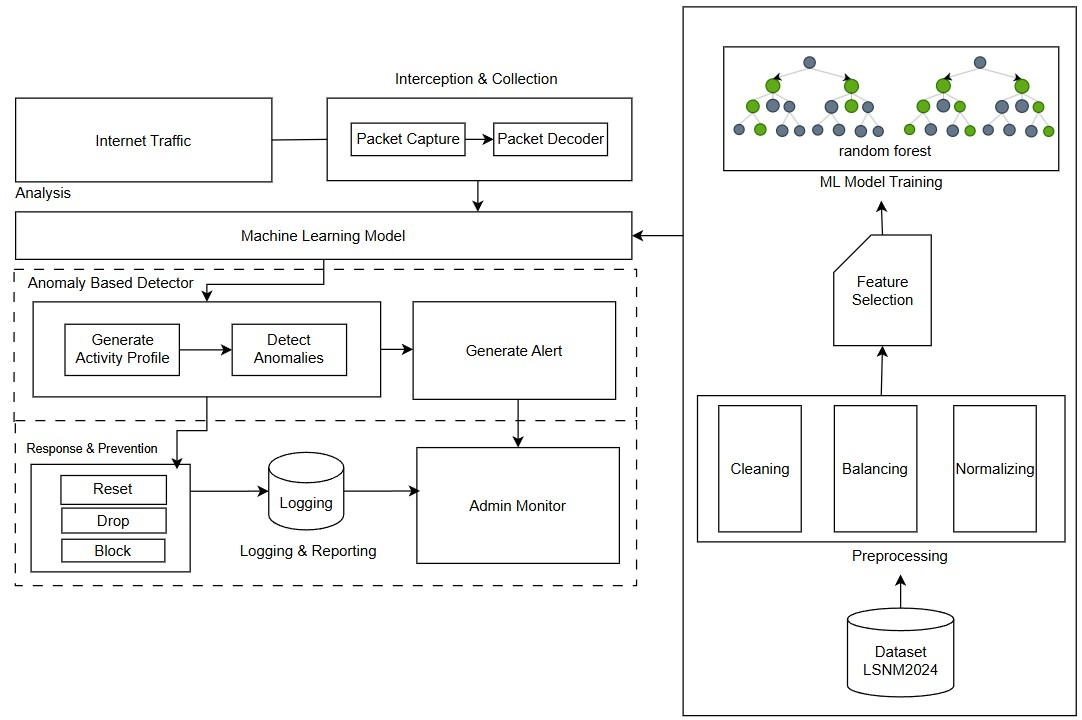 Interception & Collection
Internet Traffic
Packet Capture
Packet Decoder
Analysis
Machine Learning Model
Anomaly Based Detector
Generate
Activity Profile
Detect
Anomalies
Generate Alert
Response & Prevention
Reset
Drop
Block
Logging
Logging & Reporting
Admin Monitor
random forest
ML Model Training
Feature
Selection
Cleaning
Balancing
Normalizing
Preprocessing
Dataset
LSNM2024